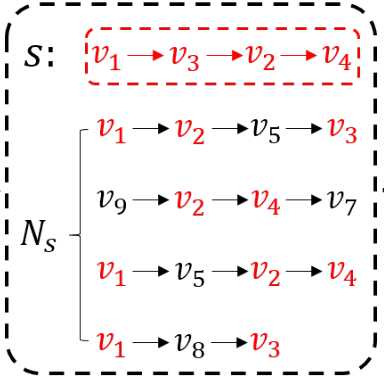 s: v₁ → v₃ → v₂ → v₄
v₁ → v₂ → v₅ → v₃
v₉ → v₂ → v₄ → v₇
Nₛ
v₁ → v₅ → v₂ → v₄
v₁ → v₈ → v₃